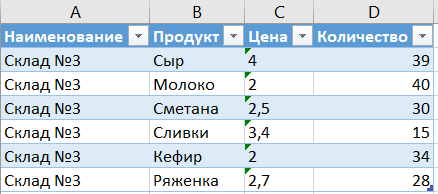 A B C D
Наименование Продукт Цена Количество
Склад №3 Сыр 4 39
Склад №3 Молоко 2 40
Склад №3 Сметана 2,5 30
Склад №3 Сливки 3,4 15
Склад №3 Кефир 2 34
Склад №3 Ряженка 2,7 28